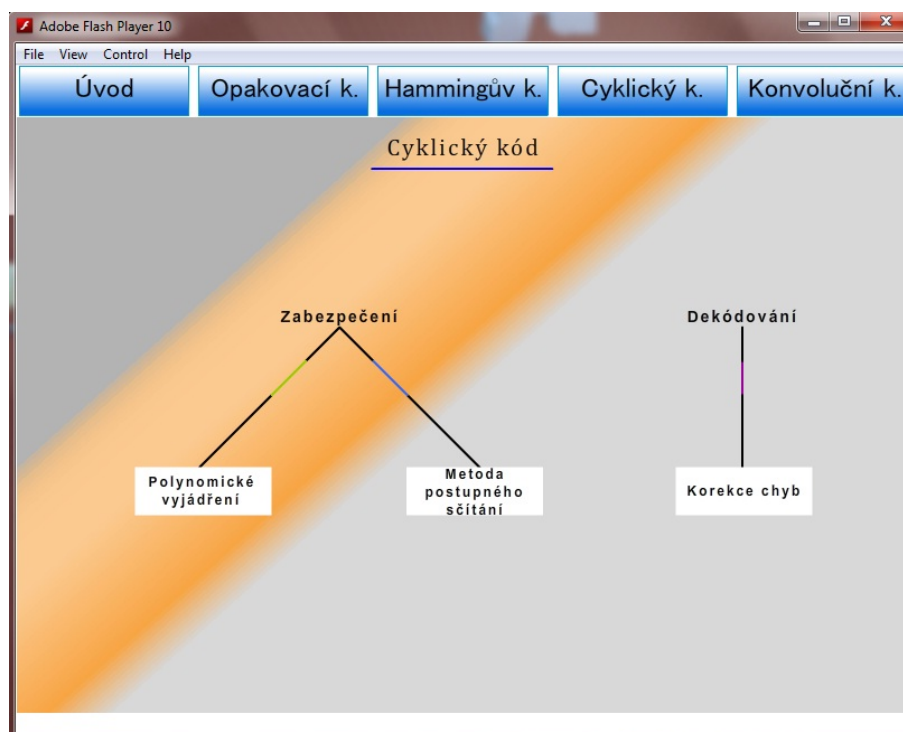 Adobe Flash Player 10
File View Control Help
Úvod Opakovací k. Hammingův k. Cyklický k. Konvoluční k.
Cyklický kód
Zabezpečení Dekódování
Polynomické
vyjádření
Metoda
postupného
sčítání
Korekce chyb